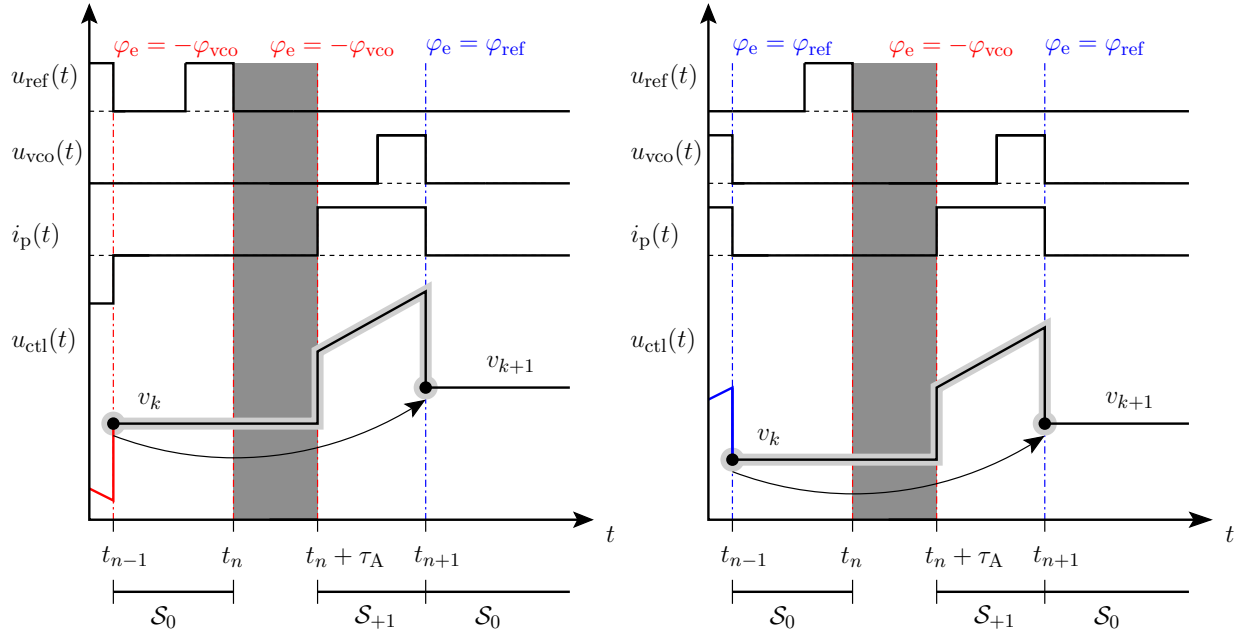 φe = −φvco φe = −φvco φe = φref
uref(t)
uvco(t)
ip(t)
uctl(t)
vk
vk+1
t
tn−1 tn tn + τA tn+1
S0 S+1 S0
φe = φref φe = −φvco φe = φref
uref(t)
uvco(t)
ip(t)
uctl(t)
vk
vk+1
t
tn−1 tn tn + τA tn+1
S0 S+1 S0